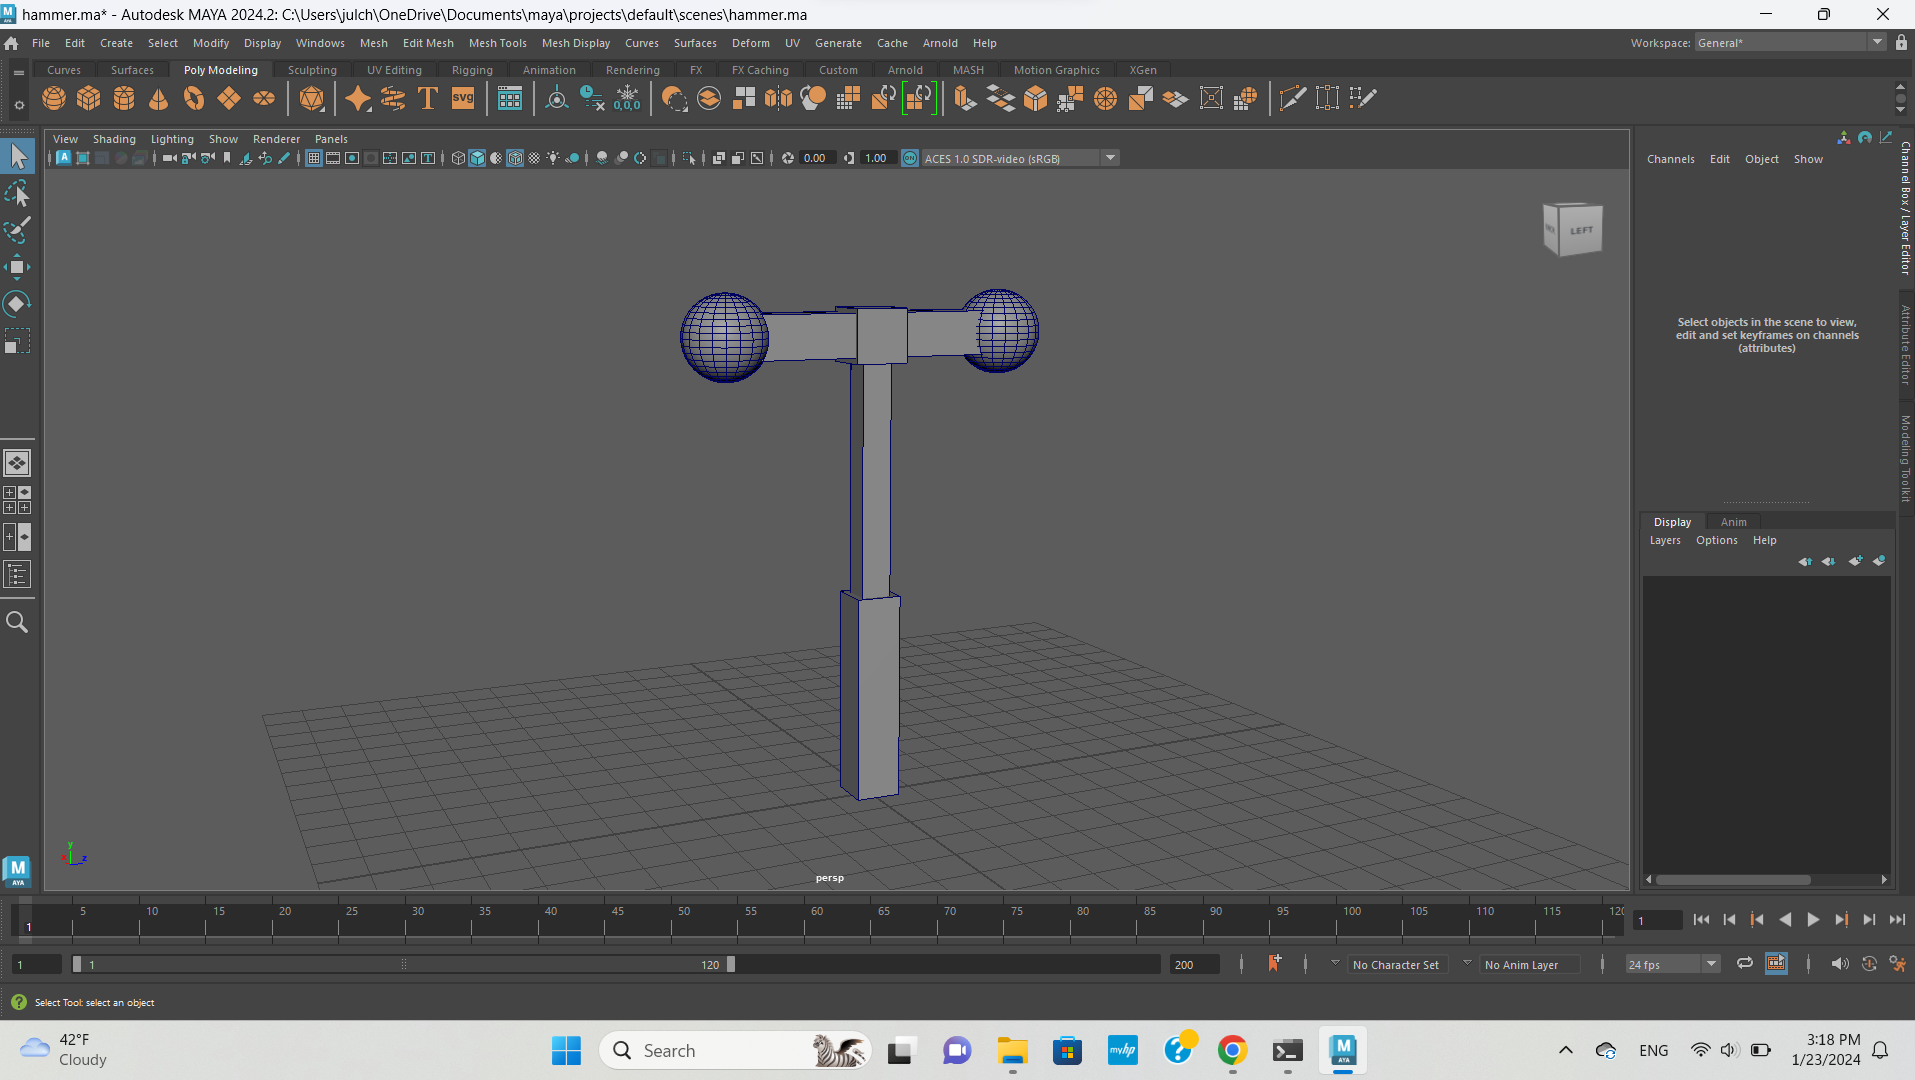 hammer.ma* - Autodesk MAYA 2024.2: C:\Users\julch\OneDrive\Documents\maya\projects\default\scenes\hammer.ma
File Edit Create Select Modify Display Windows Mesh Edit Mesh Mesh Tools Mesh Display Curves Surfaces Deform UV Generate Cache Arnold Help
Workspace: General*
Curves Surfaces Poly Modeling Sculpting UV Editing Rigging Animation Rendering FX FX Caching Custom Arnold MASH Motion Graphics XGen
T svg 0,0,0
View Shading Lighting Show Renderer Panels
0.00 1.00 ON ACES 1.0 SDR-video (sRGB)
Channels Edit Object Show
Channel Box / Layer Editor
Attribute Editor
Modeling Toolkit
LEFT
Select objects in the scene to view,
edit and set keyframes on channels
(attributes)
Display Anim
Layers Options Help
y
x z
persp
M
AYA
1 5 10 15 20 25 30 35 40 45 50 55 60 65 70 75 80 85 90 95 100 105 110 115 120
1
1 1 120 200 No Character Set No Anim Layer 24 fps
Select Tool: select an object
42°F
Cloudy
Search
myhp
M
AYA
ENG
3:18 PM
1/23/2024